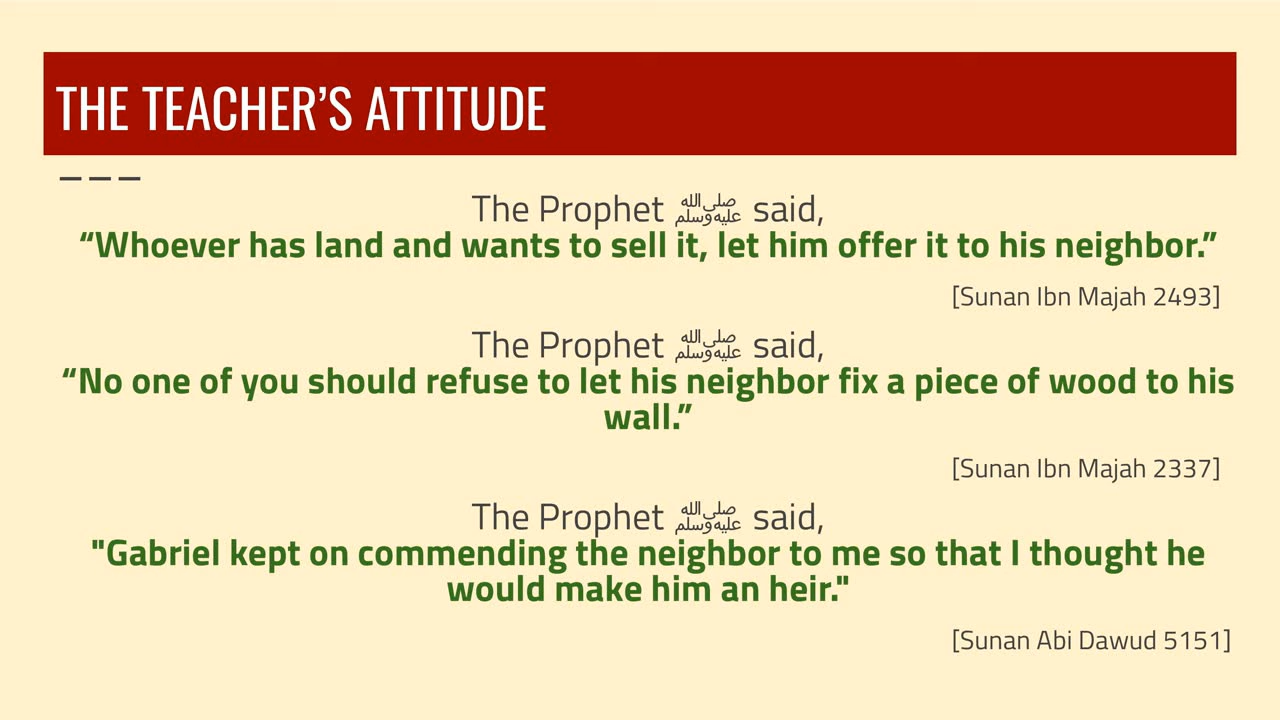 THE TEACHER’S ATTITUDE
The Prophet ﷺ said,
“Whoever has land and wants to sell it, let him offer it to his neighbor.”
[Sunan Ibn Majah 2493]
The Prophet ﷺ said,
“No one of you should refuse to let his neighbor fix a piece of wood to his
wall.”
[Sunan Ibn Majah 2337]
The Prophet ﷺ said,
"Gabriel kept on commending the neighbor to me so that I thought he
would make him an heir."
[Sunan Abi Dawud 5151]